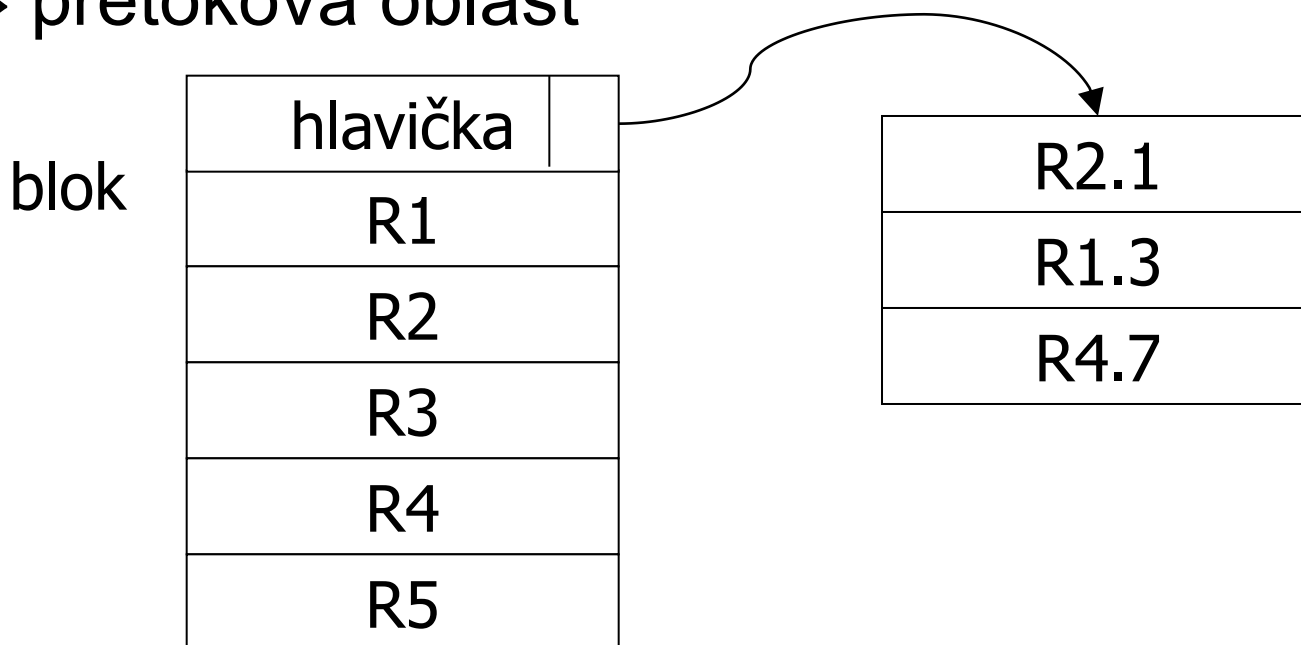 přetoková oblast
hlavička
blok
R1
R2
R3
R4
R5
R2.1
R1.3
R4.7